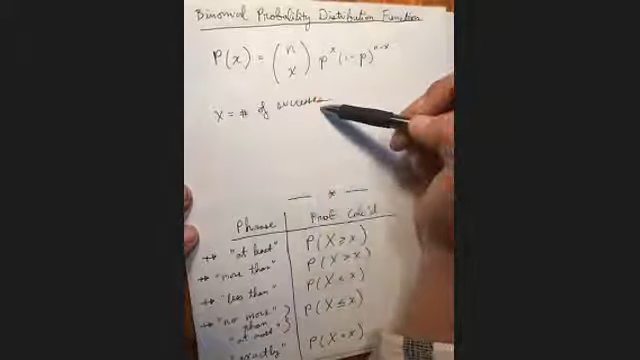 Binomial Probability Distribution Function
P(x) = (n x) p^x (1-p)^n-x
X = # of successes
— * —
Phrase Prob. Calc'd
** "at least" P(X ≥ x)
** "more than" P(X > x)
** "less than" P(X < x)
** "no more than" P(X ≤ x)
"at most"
"exactly" P(X = x)